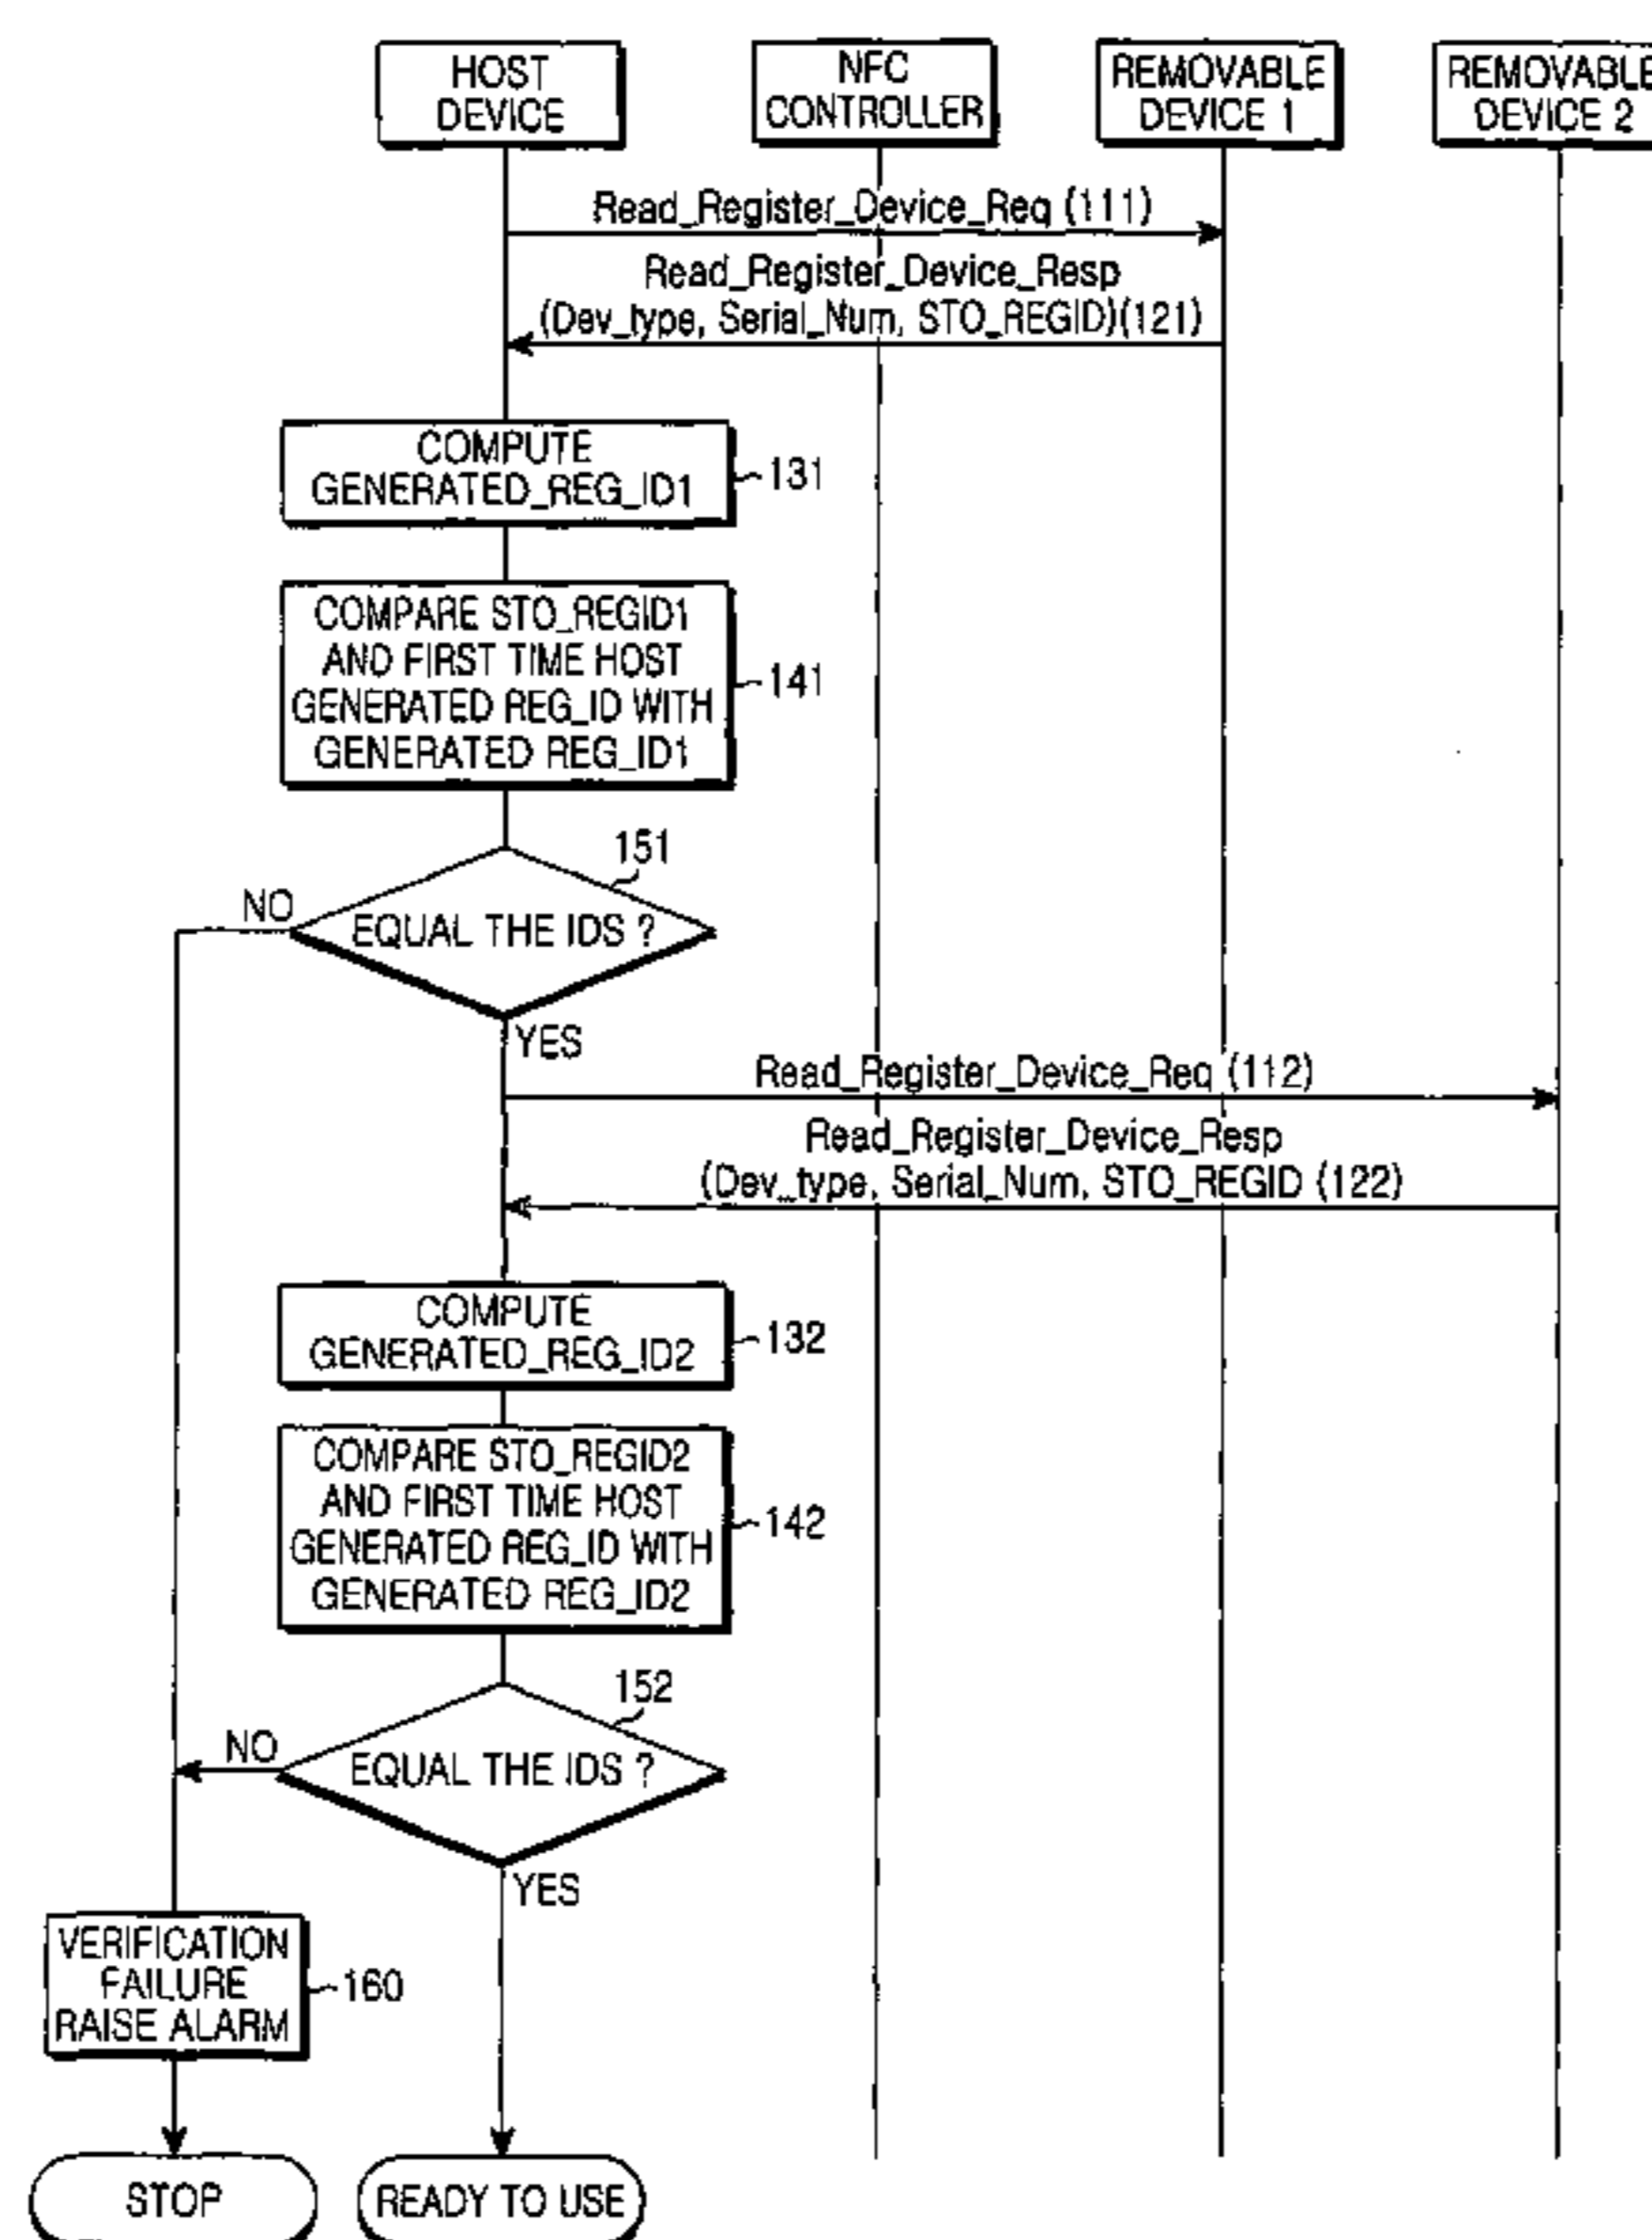 HOST
DEVICE
NFC
CONTROLLER
REMOVABLE
DEVICE 1
REMOVABLE
DEVICE 2
Read_Register_Device_Req (111)
Read_Register_Device_Resp
(Dev_type, Serial_Num, STO_REGID)(121)
COMPUTE
GENERATED_REG_ID1
131
COMPARE STO_REGID1
AND FIRST TIME HOST
GENERATED REG_ID WITH
GENERATED REG_ID1
141
151
NO
EQUAL THE IDS ?
YES
Read_Register_Device_Req (112)
Read_Register_Device_Resp
(Dev_type, Serial_Num, STO_REGID (122)
COMPUTE
GENERATED_REG_ID2
132
COMPARE STO_REGID2
AND FIRST TIME HOST
GENERATED REG_ID WITH
GENERATED REG_ID2
142
152
NO
EQUAL THE IDS ?
YES
VERIFICATION
FAILURE
RAISE ALARM
160
STOP
READY TO USE